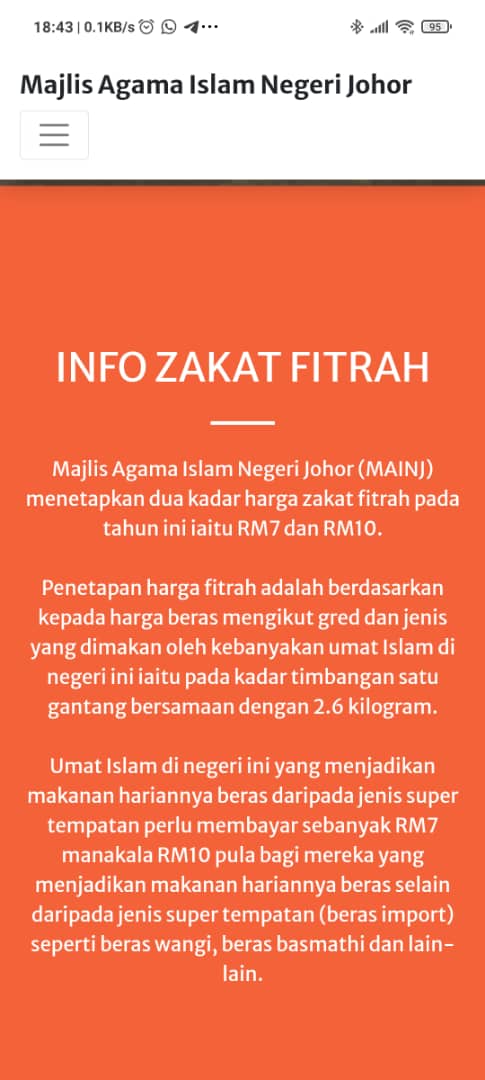 18:43 | 0.1KB/s
95
Majlis Agama Islam Negeri Johor
INFO ZAKAT FITRAH
Majlis Agama Islam Negeri Johor (MAINJ)
menetapkan dua kadar harga zakat fitrah pada
tahun ini iaitu RM7 dan RM10.
Penetapan harga fitrah adalah berdasarkan
kepada harga beras mengikut gred dan jenis
yang dimakan oleh kebanyakan umat Islam di
negeri ini iaitu pada kadar timbangan satu
gantang bersamaan dengan 2.6 kilogram.
Umat Islam di negeri ini yang menjadikan
makanan hariannya beras daripada jenis super
tempatan perlu membayar sebanyak RM7
manakala RM10 pula bagi mereka yang
menjadikan makanan hariannya beras selain
daripada jenis super tempatan (beras import)
seperti beras wangi, beras basmathi dan lain-
lain.